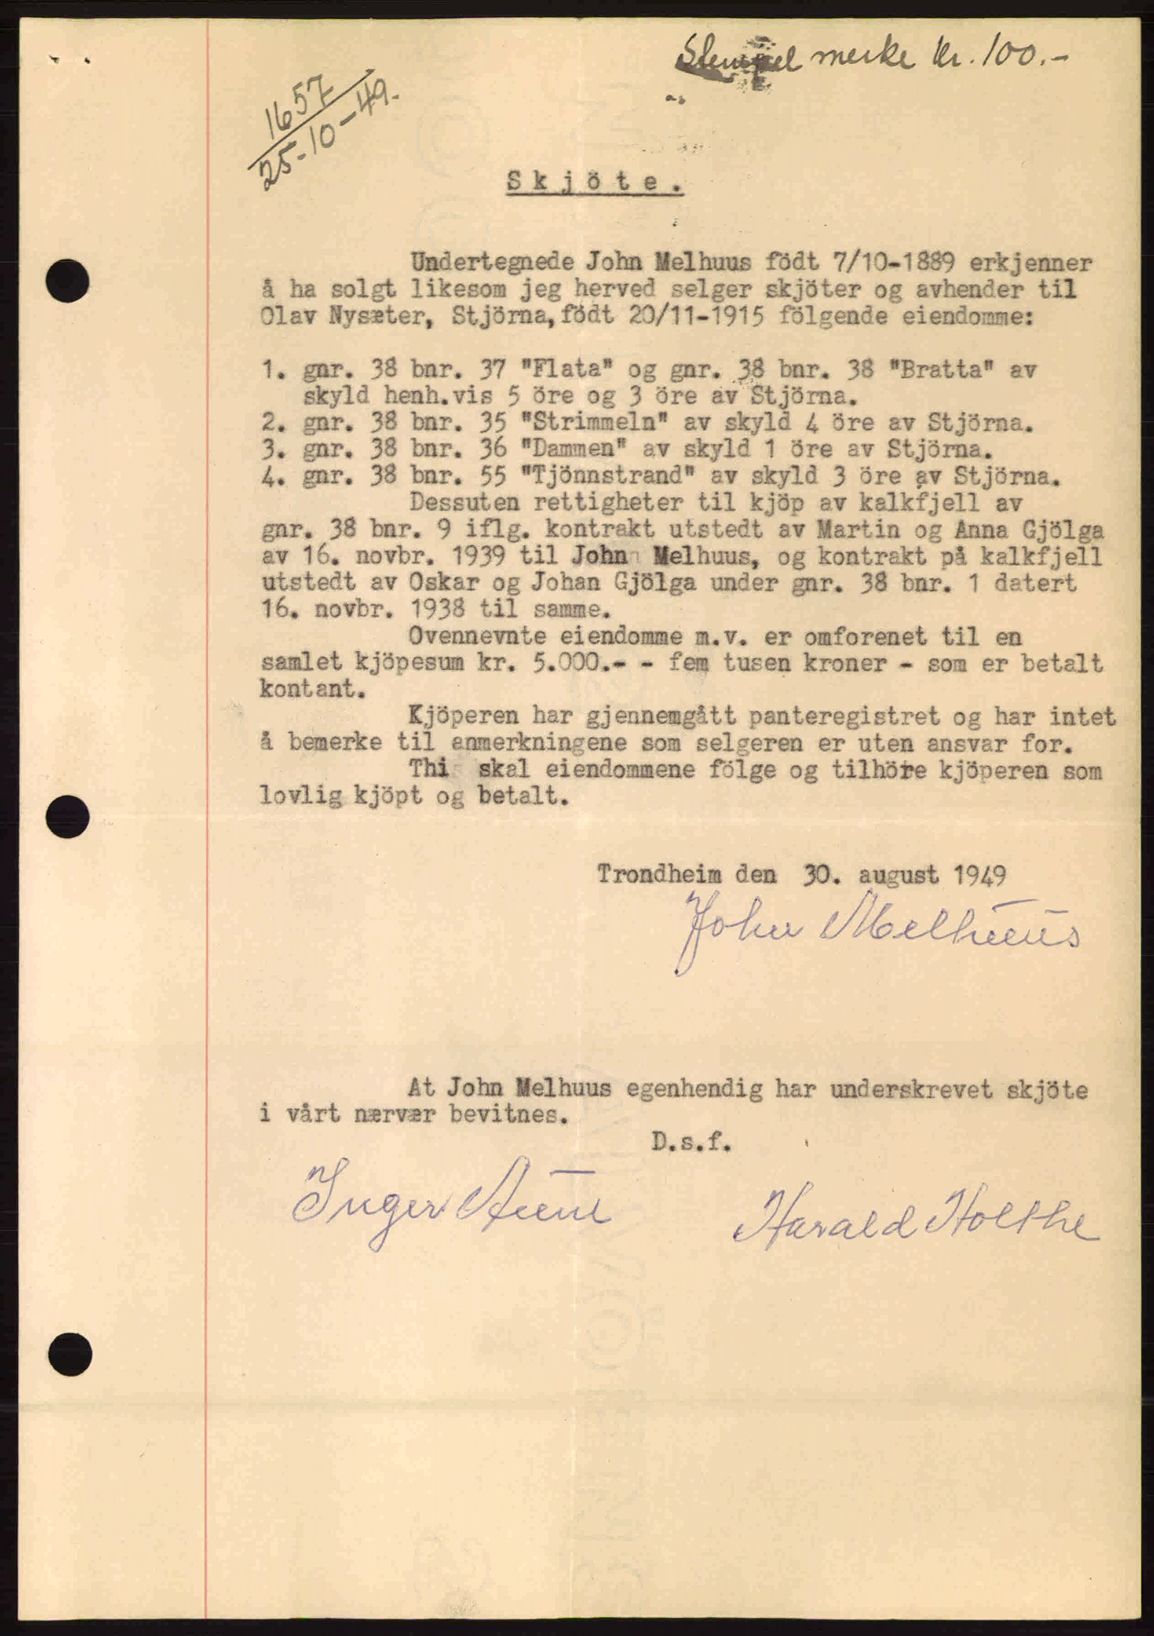 Stempel merke kr. 100.-
1657
25-10-49.
Skjöte.
Undertegnede John Melhuus födt 7/10-1889 erkjenner
å ha solgt likesom jeg herved selger skjöter og avhender til
Olav Nysæter, Stjörna, födt 20/11-1915 fölgende eiendomme:
1. gnr. 38 bnr. 37 "Flata" og gnr. 38 bnr. 38 "Bratta" av
skyld henh.vis 5 öre og 3 öre av Stjörna.
2. gnr. 38 bnr. 35 "Strimmeln" av skyld 4 öre av Stjörna.
3. gnr. 38 bnr. 36 "Dammen" av skyld 1 öre av Stjörna.
4. gnr. 38 bnr. 55 "Tjönnstrand" av skyld 3 öre av Stjörna.
Dessuten rettigheter til kjöp av kalkfjell av
gnr. 38 bnr. 9 iflg. kontrakt utstedt av Martin og Anna Gjölga
av 16. novbr. 1939 til John Melhuus, og kontrakt på kalkfjell
utstedt av Oskar og Johan Gjölga under gnr. 38 bnr. 1 datert
16. novbr. 1938 til samme.
Ovennevnte eiendomme m.v. er omforenet til en
samlet kjöpesum kr. 5.000.- - fem tusen kroner - som er betalt
kontant.
Kjöperen har gjennemgått panteregistret og har intet
å bemerke til anmerkningene som selgeren er uten ansvar for.
Thi skal eiendommene fölge og tilhöre kjöperen som
lovlig kjöpt og betalt.
Trondheim den 30. august 1949
John Melhuus
At John Melhuus egenhendig har underskrevet skjöte
i vårt nærvær bevitnes.
D.s.f.
Inger Aune
Harald Holthe